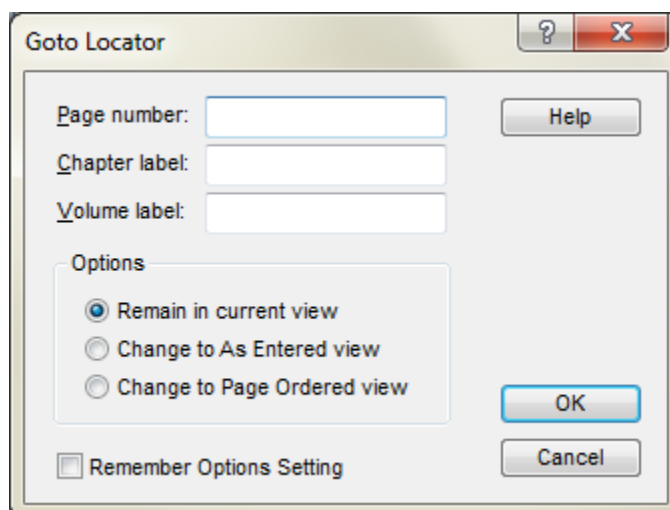 Goto Locator
?
X
Page number:
Help
Chapter label:
Volume label:
Options
Remain in current view
Change to As Entered view
Change to Page Ordered view
OK
Remember Options Setting
Cancel